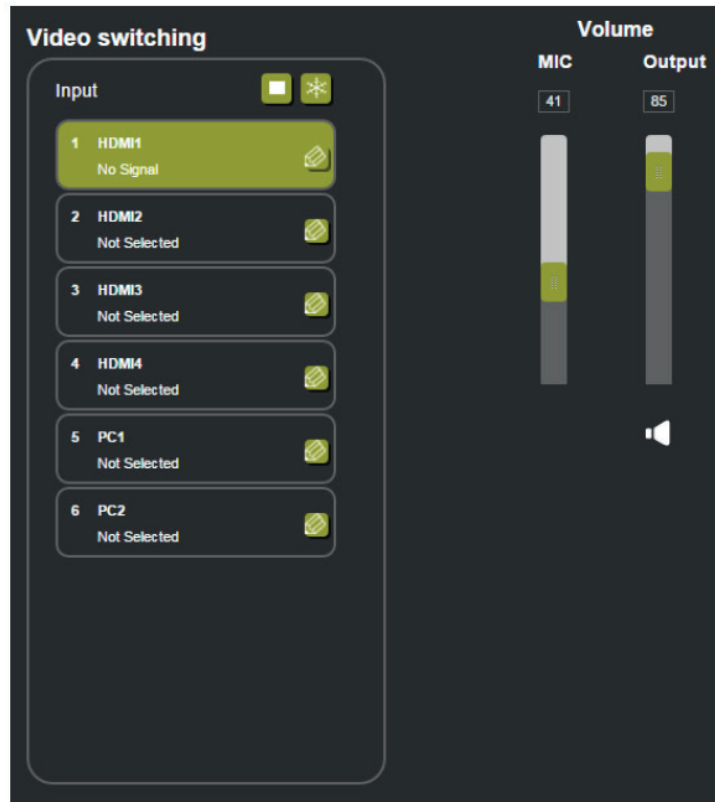 Video switching
Input
1 HDMI1
No Signal
2 HDMI2
Not Selected
3 HDMI3
Not Selected
4 HDMI4
Not Selected
5 PC1
Not Selected
6 PC2
Not Selected
Volume
MIC Output
41 85